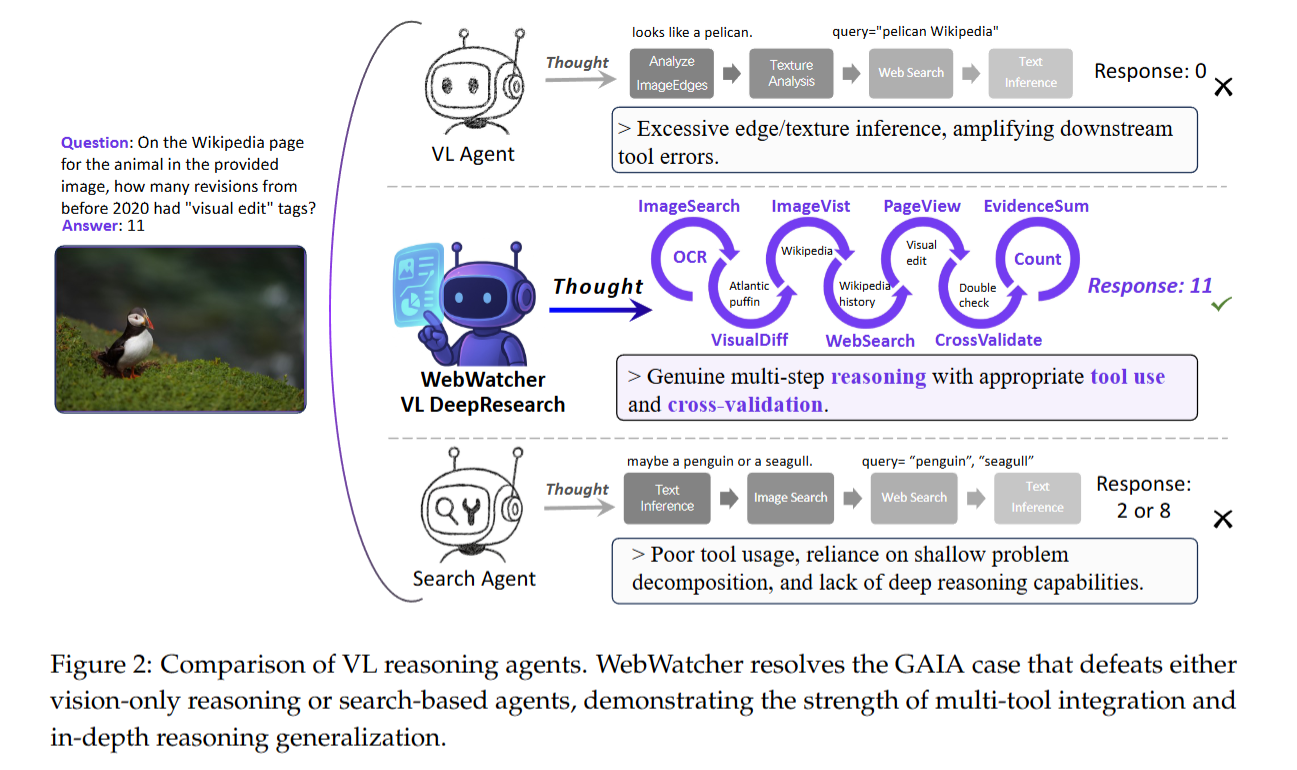 looks like a pelican.
query="pelican Wikipedia"
Thought
Analyze
ImageEdges
Texture
Analysis
Web Search
Text
Inference
Response: 0
VL Agent
> Excessive edge/texture inference, amplifying downstream
tool errors.
Question: On the Wikipedia page
for the animal in the provided
image, how many revisions from
before 2020 had "visual edit" tags?
Answer: 11
ImageSearch
ImageVist
PageView
EvidenceSum
OCR
Wikipedia
Visual
edit
Count
Thought
Atlantic
puffin
Wikipedia
history
Double
check
Response: 11
VisualDiff
WebSearch
CrossValidate
WebWatcher
VL DeepResearch
> Genuine multi-step reasoning with appropriate tool use
and cross-validation.
maybe a penguin or a seagull.
query= “penguin”, “seagull”
Thought
Text
Inference
Image Search
Web Search
Text
Inference
Response:
2 or 8
Search Agent
> Poor tool usage, reliance on shallow problem
decomposition, and lack of deep reasoning capabilities.
Figure 2: Comparison of VL reasoning agents. WebWatcher resolves the GAIA case that defeats either
vision-only reasoning or search-based agents, demonstrating the strength of multi-tool integration and
in-depth reasoning generalization.